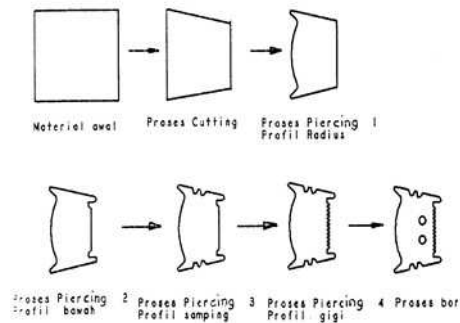 Material awal
Proses Cutting
Proses Piercing 1
Profil Radius
Proses Piercing 2
Profil bawah
Proses Piercing 3
Profil samping
Proses Piercing 4
Profil gigi
Proses bor